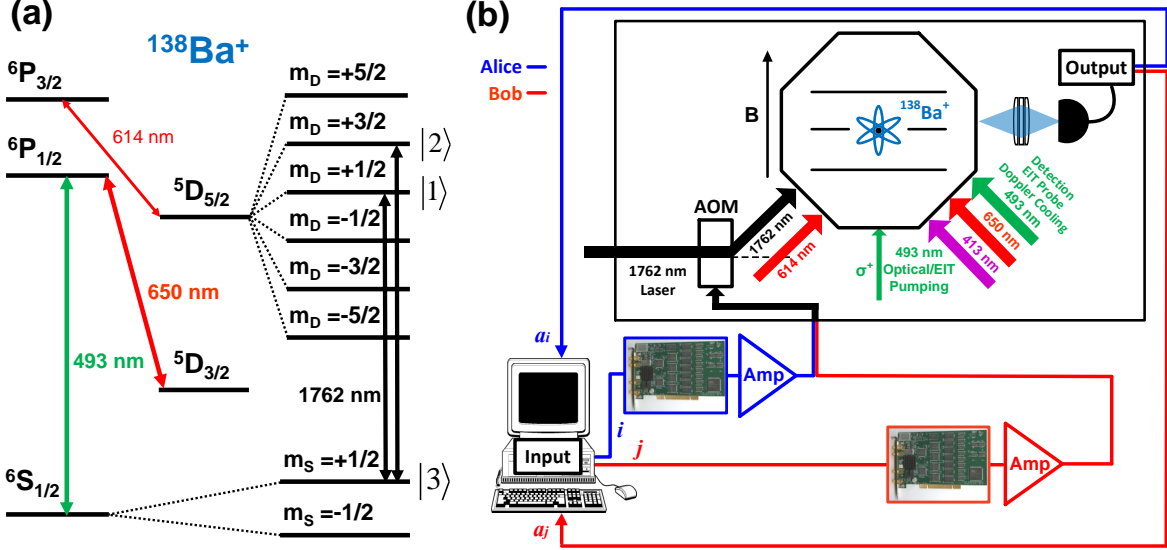 (a)
138Ba+
6P3/2
6P1/2
614 nm
5D5/2
650 nm
493 nm
5D3/2
6S1/2
mD =+5/2
mD =+3/2
|2⟩
mD =+1/2
|1⟩
mD =-1/2
mD =-3/2
mD =-5/2
1762 nm
mS =+1/2
|3⟩
mS =-1/2
(b)
Alice
Bob
B
138Ba+
Output
AOM
1762 nm
1762 nm
Laser
614 nm
σ+
493 nm
Optical/EIT
Pumping
413 nm
650 nm
493 nm
Doppler Cooling
EIT Probe
Detection
ai
Amp
i
j
Input
Amp
aj